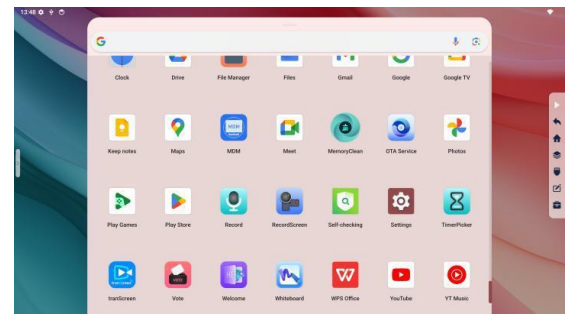 13:48
Clock Drive File Manager Files Gmail Google Google TV
Keep notes Maps MDM Meet MemoryClean OTA Service Photos
Play Games Play Store Record RecordScreen Self-checking Settings TimerPicker
tranScreen Vote Welcome Whiteboard WPS Office YouTube YT Music